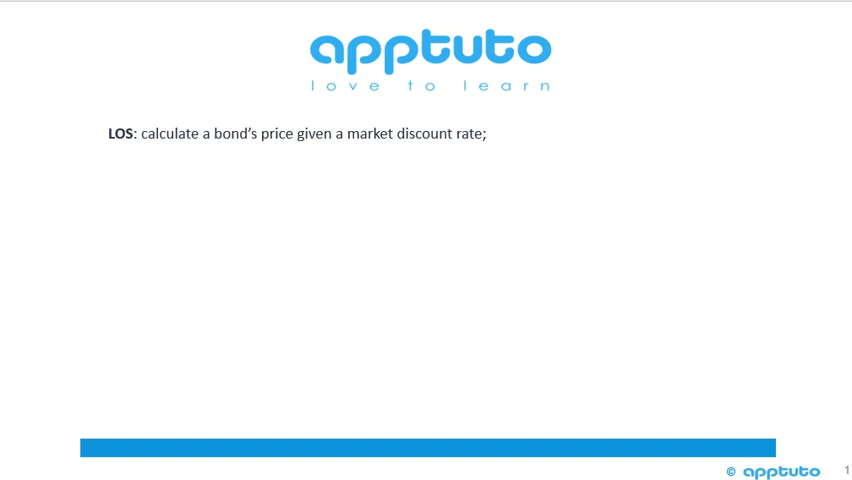 apptuto
love to learn
LOS: calculate a bond's price given a market discount rate;
© apptuto
1